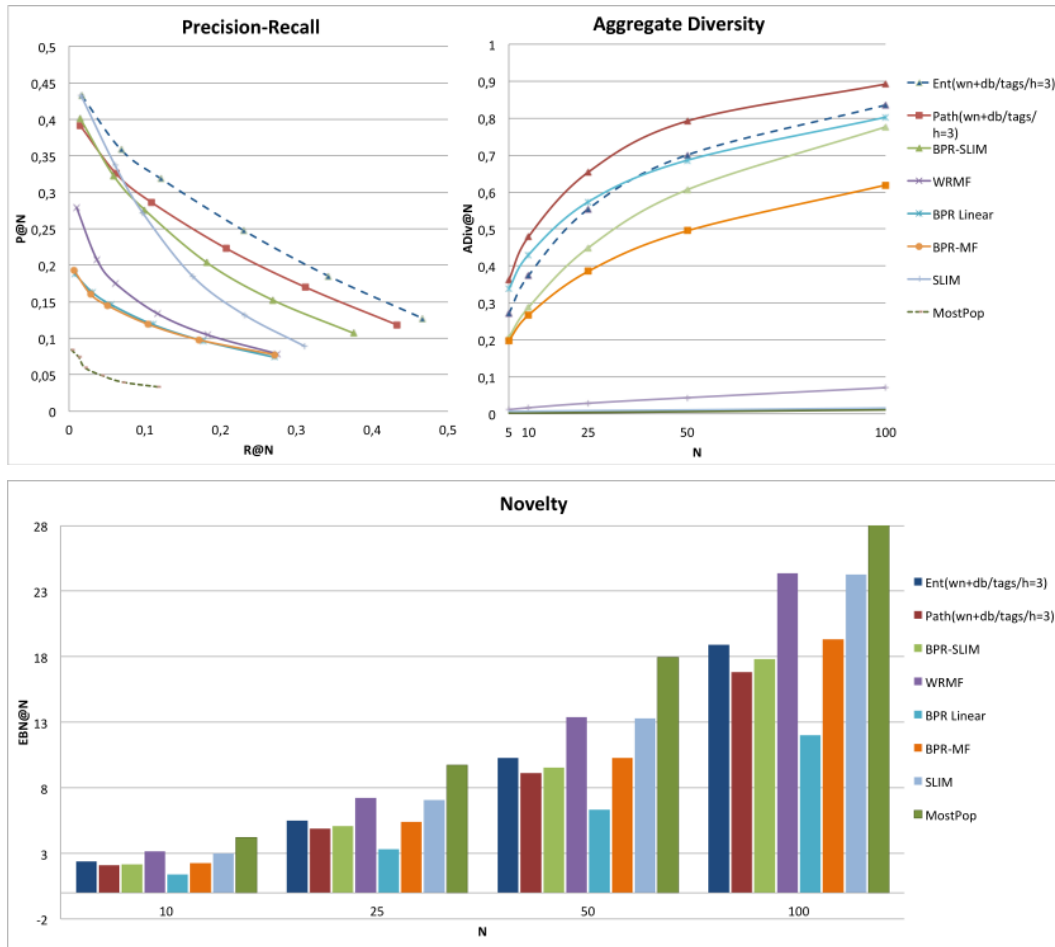 Precision-Recall
0,5
0,45
0,4
0,35
0,3
0,25
0,2
0,15
0,1
0,05
0
P@N
0 0,1 0,2 0,3 0,4 0,5
R@N
Aggregate Diversity
1
0,9
0,8
0,7
0,6
0,5
0,4
0,3
0,2
0,1
0
ADiv@N
5 10 25 50 100
N
Ent(wn+db/tags/h=3)
Path(wn+db/tags/
h=3)
BPR-SLIM
WRMF
BPR Linear
BPR-MF
SLIM
MostPop
Novelty
28
23
18
13
8
3
-2
EBN@N
10 25 50 100
N
Ent(wn+db/tags/h=3)
Path(wn+db/tags/h=3)
BPR-SLIM
WRMF
BPR Linear
BPR-MF
SLIM
MostPop